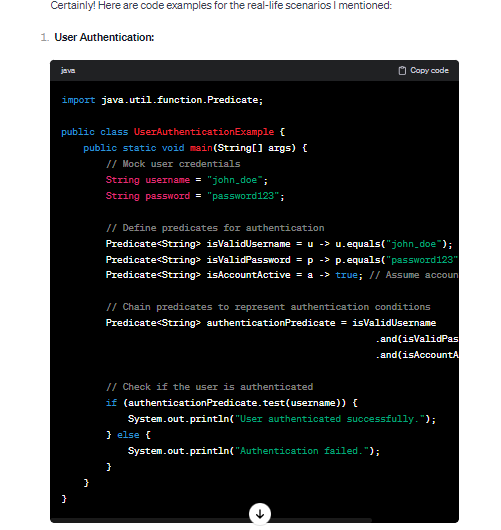 Certainly! Here are code examples for the real-life scenarios I mentioned:
1. User Authentication:
java
Copy code
import java.util.function.Predicate;
public class UserAuthenticationExample {
public static void main(String[] args) {
// Mock user credentials
String username = "john_doe";
String password = "password123";
// Define predicates for authentication
Predicate<String> isValidUsername = u -> u.equals("john_doe");
Predicate<String> isValidPassword = p -> p.equals("password123"
Predicate<String> isAccountActive = a -> true; // Assume accoun
// Chain predicates to represent authentication conditions
Predicate<String> authenticationPredicate = isValidUsername
.and(isValidPas
.and(isAccountA
// Check if the user is authenticated
if (authenticationPredicate.test(username)) {
System.out.println("User authenticated successfully.");
} else {
System.out.println("Authentication failed.");
}
}
}